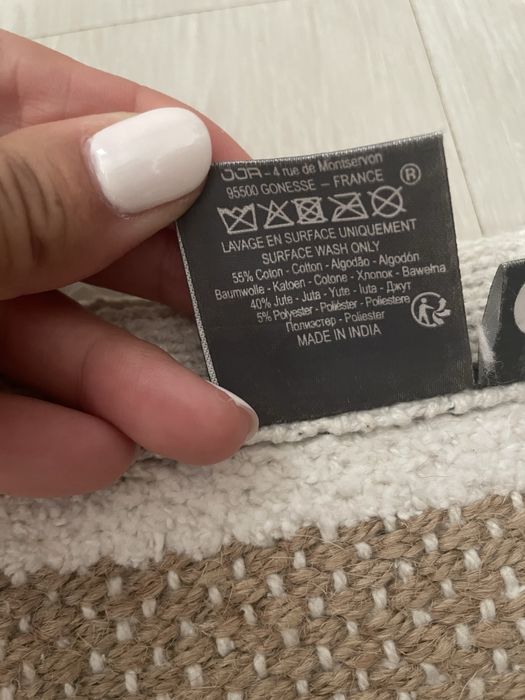 JJA - 4 rue de Montservon
95500 GONESSE - FRANCE ®
LAVAGE EN SURFACE UNIQUEMENT
SURFACE WASH ONLY
55% Coton - Cotton - Algodão - Algodón
Baumwolle - Katoen - Cotone - Хлопок - Bawełna
40% Jute - Juta - Yute - Iuta - Джут
5% Polyester - Poliéster - Poliestere
Полиэстер - Poliester
MADE IN INDIA